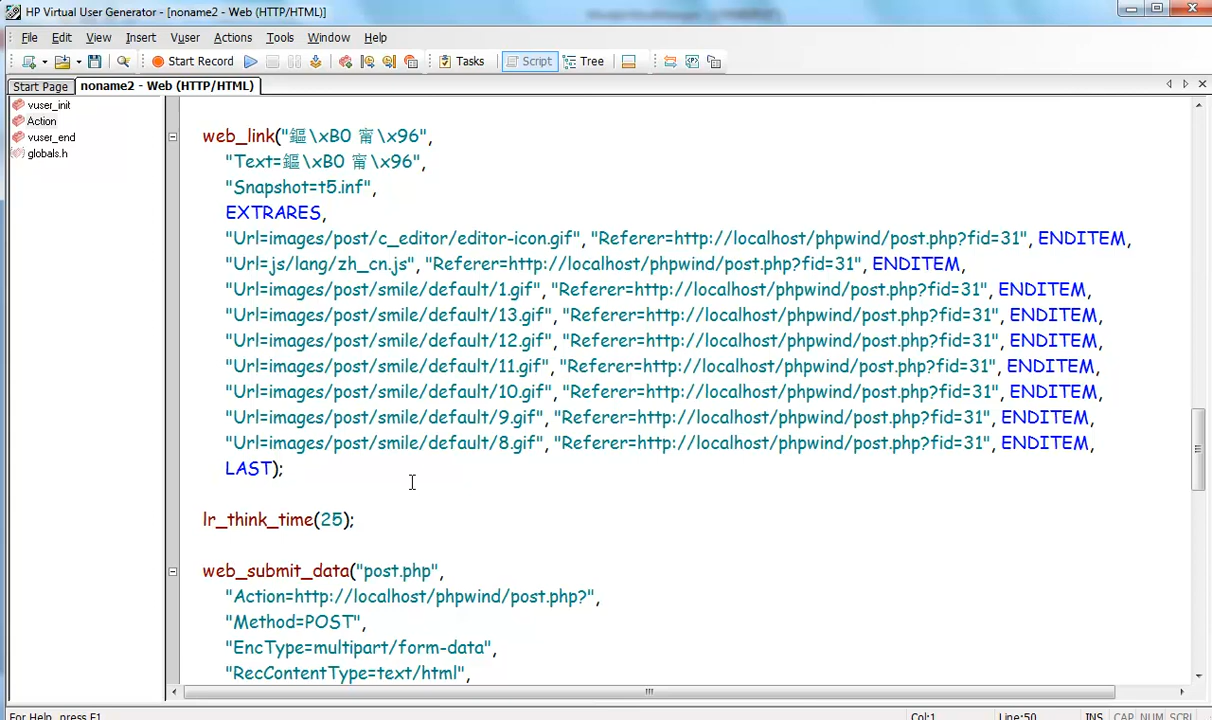 HP Virtual User Generator - [noname2 - Web (HTTP/HTML)]
File Edit View Insert Vuser Actions Tools Window Help
Start Record Tasks Script Tree
Start Page noname2 - Web (HTTP/HTML)
vuser_init
Action
vuser_end
globals.h
web_link("鏂\xB0 甯\x96",
"Text=鏂\xB0 甯\x96",
"Snapshot=t5.inf",
EXTRARES,
"Url=images/post/c_editor/editor-icon.gif", "Referer=http://localhost/phpwind/post.php?fid=31", ENDITEM,
"Url=js/lang/zh_cn.js", "Referer=http://localhost/phpwind/post.php?fid=31", ENDITEM,
"Url=images/post/smile/default/1.gif", "Referer=http://localhost/phpwind/post.php?fid=31", ENDITEM,
"Url=images/post/smile/default/13.gif", "Referer=http://localhost/phpwind/post.php?fid=31", ENDITEM,
"Url=images/post/smile/default/12.gif", "Referer=http://localhost/phpwind/post.php?fid=31", ENDITEM,
"Url=images/post/smile/default/11.gif", "Referer=http://localhost/phpwind/post.php?fid=31", ENDITEM,
"Url=images/post/smile/default/10.gif", "Referer=http://localhost/phpwind/post.php?fid=31", ENDITEM,
"Url=images/post/smile/default/9.gif", "Referer=http://localhost/phpwind/post.php?fid=31", ENDITEM,
"Url=images/post/smile/default/8.gif", "Referer=http://localhost/phpwind/post.php?fid=31", ENDITEM,
LAST);
lr_think_time(25);
web_submit_data("post.php",
"Action=http://localhost/phpwind/post.php?",
"Method=POST",
"EncType=multipart/form-data",
"RecContentType=text/html",
For Help, press F1 Col:1 Line:50 INS CAP NUM SCRL